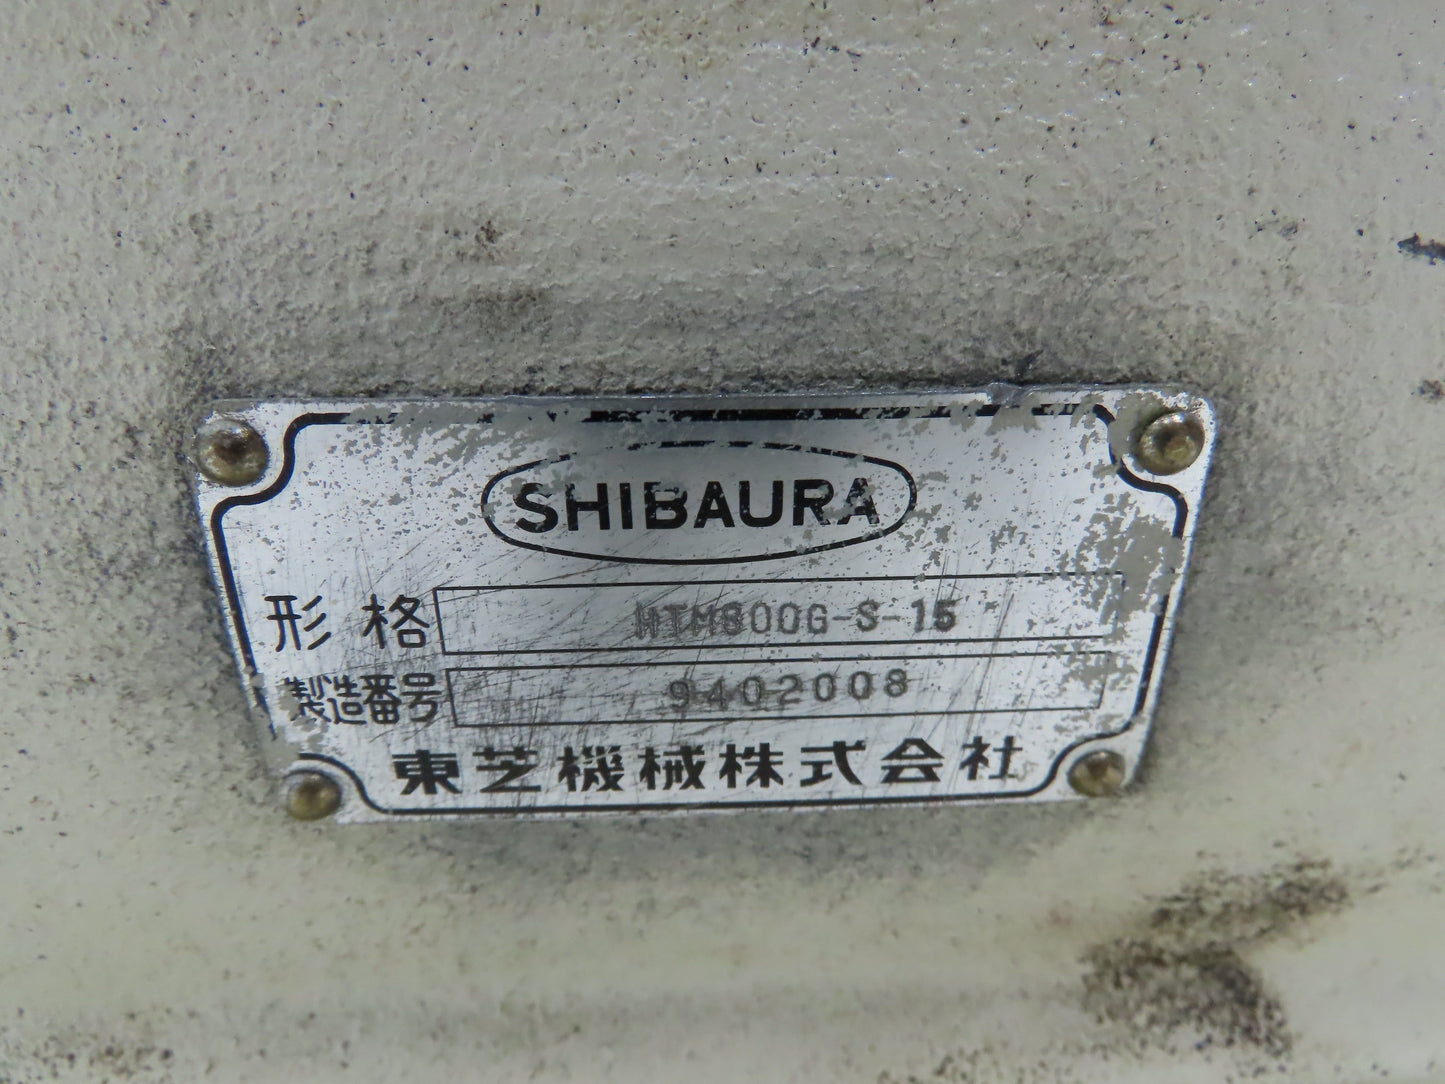 SHIBAURA
形格 HTM800G-S-15
製造番号 9402008
東芝機械株式会社